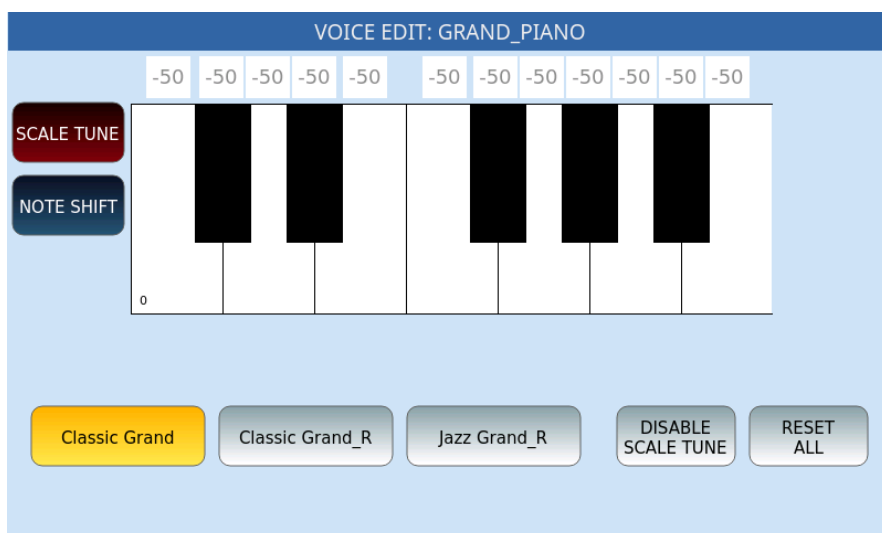 VOICE EDIT: GRAND_PIANO
-50 -50 -50 -50 -50 -50 -50 -50 -50 -50 -50 -50
SCALE TUNE
NOTE SHIFT
0
Classic Grand
Classic Grand_R
Jazz Grand_R
DISABLE
SCALE TUNE
RESET
ALL